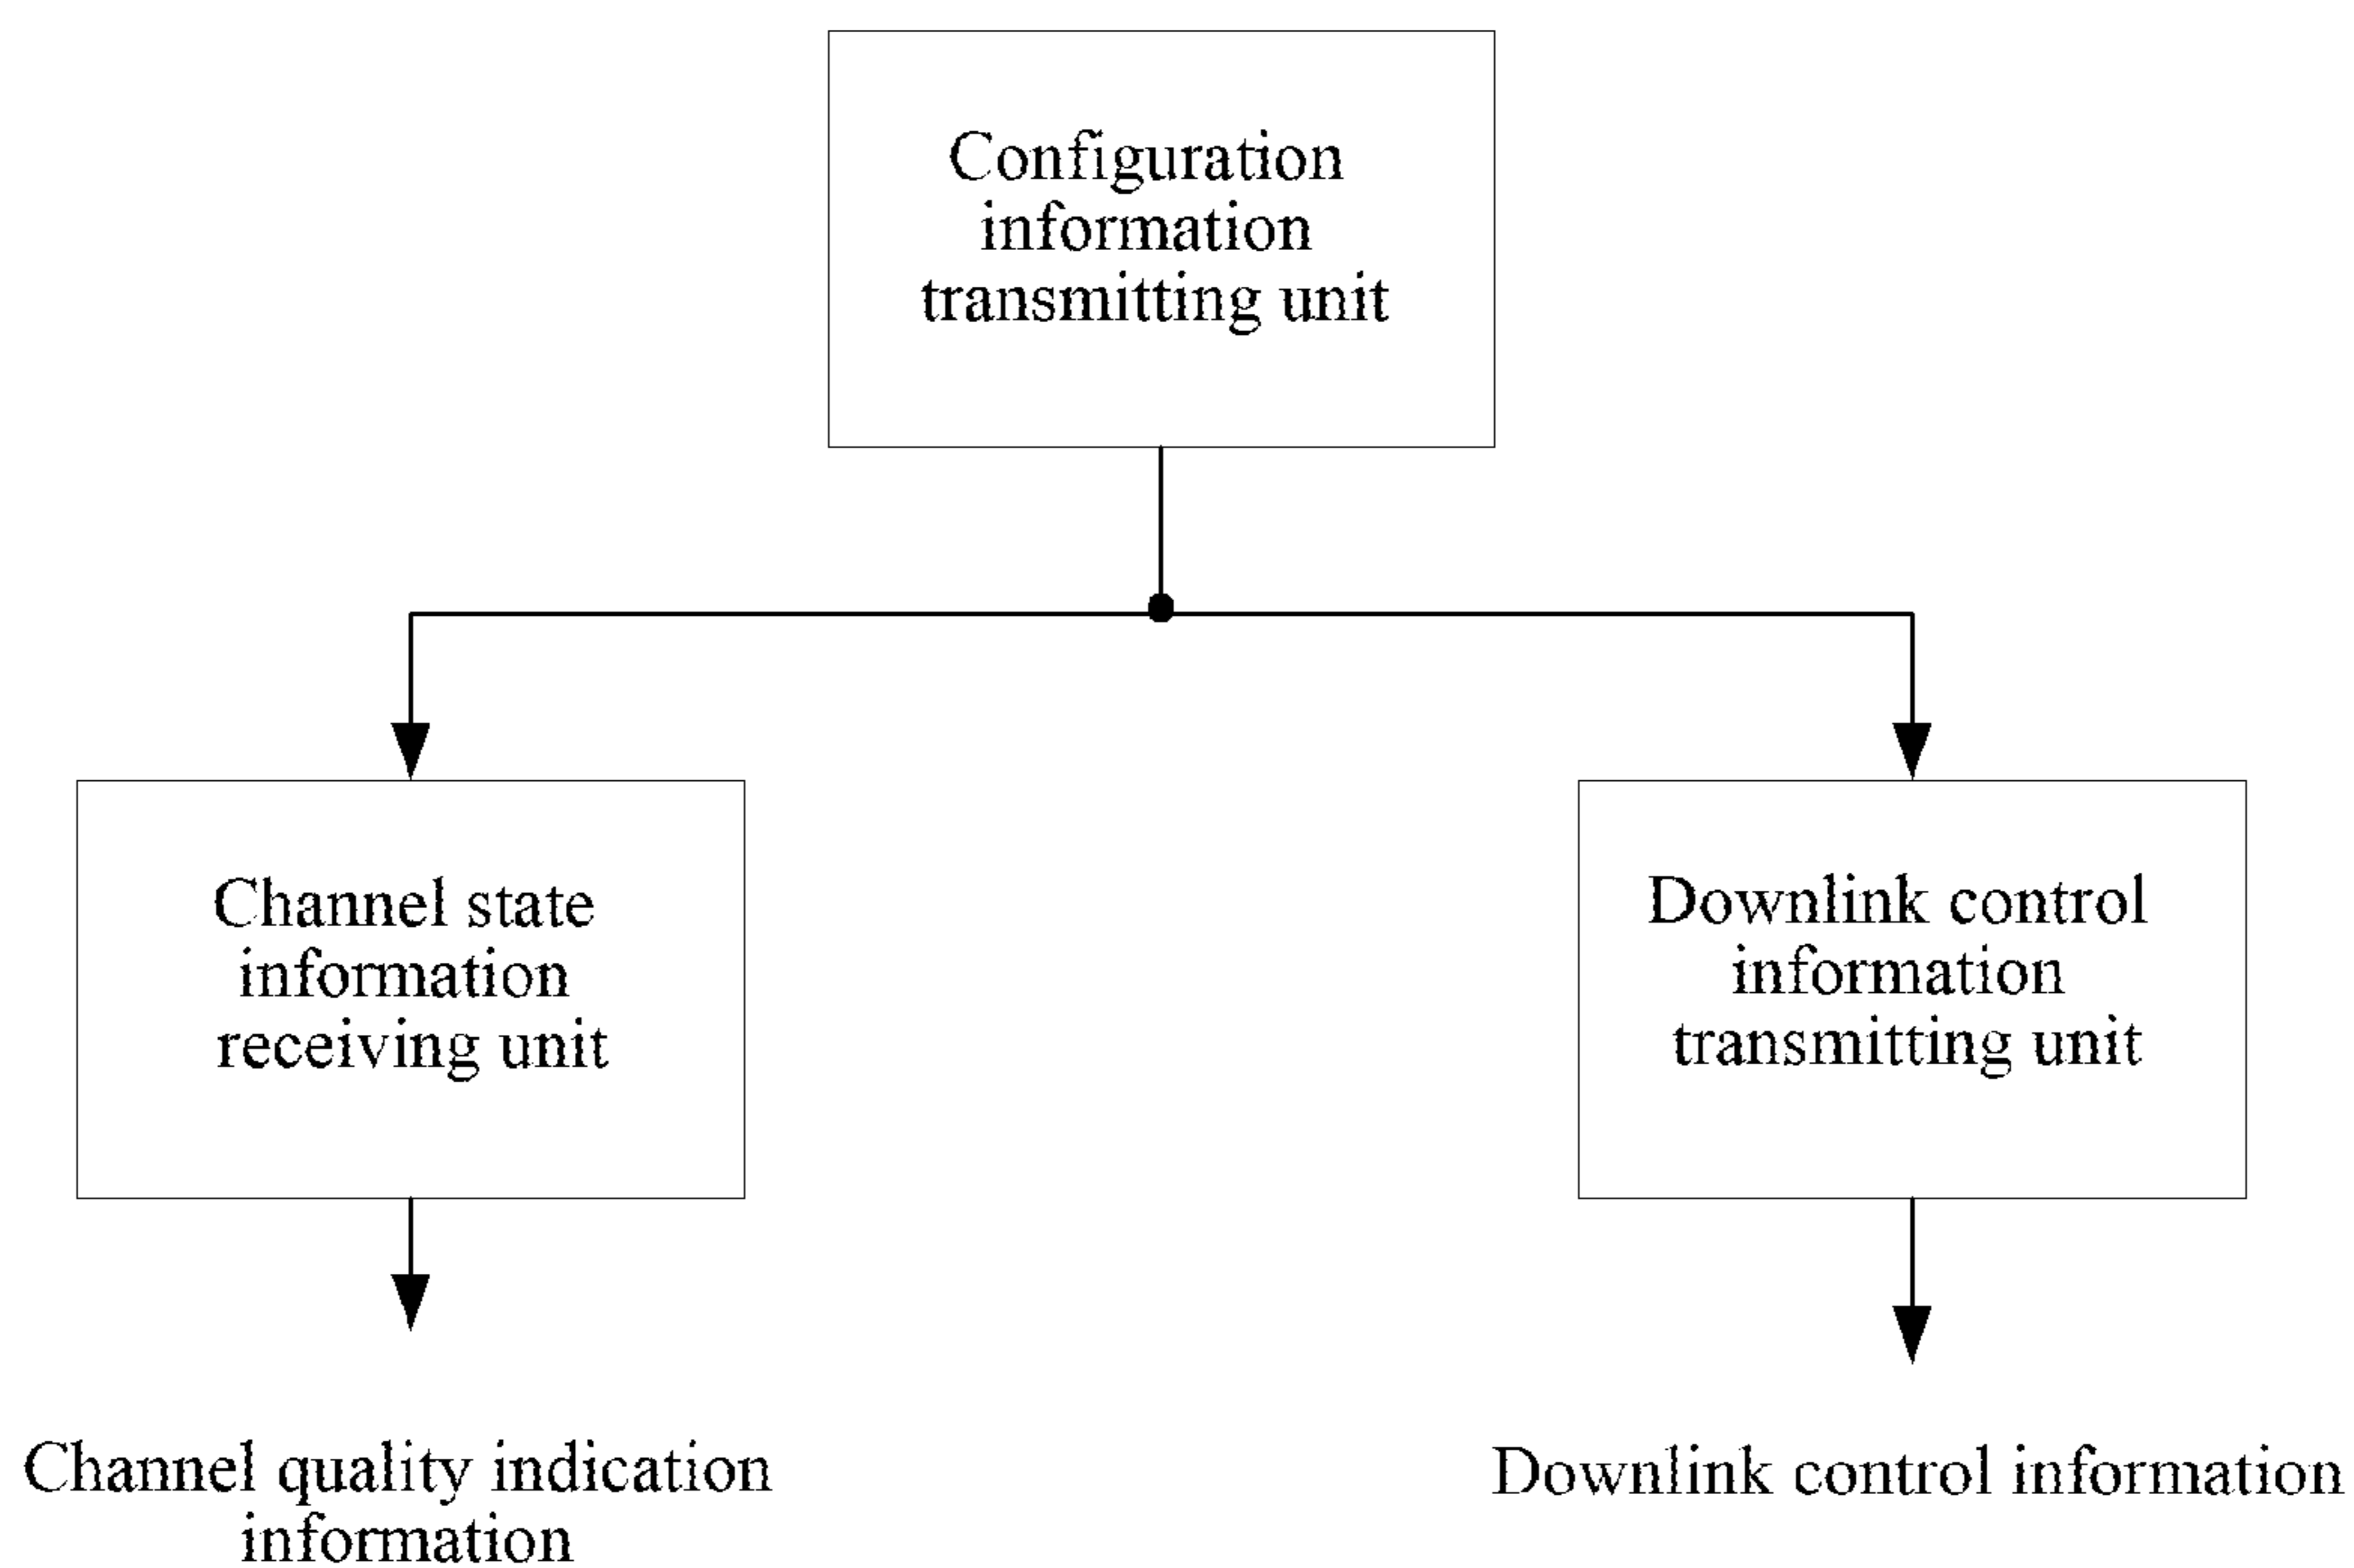 Configuration
information
transmitting unit
Channel state
information
receiving unit
Downlink control
information
transmitting unit
Channel quality indication
information
Downlink control information